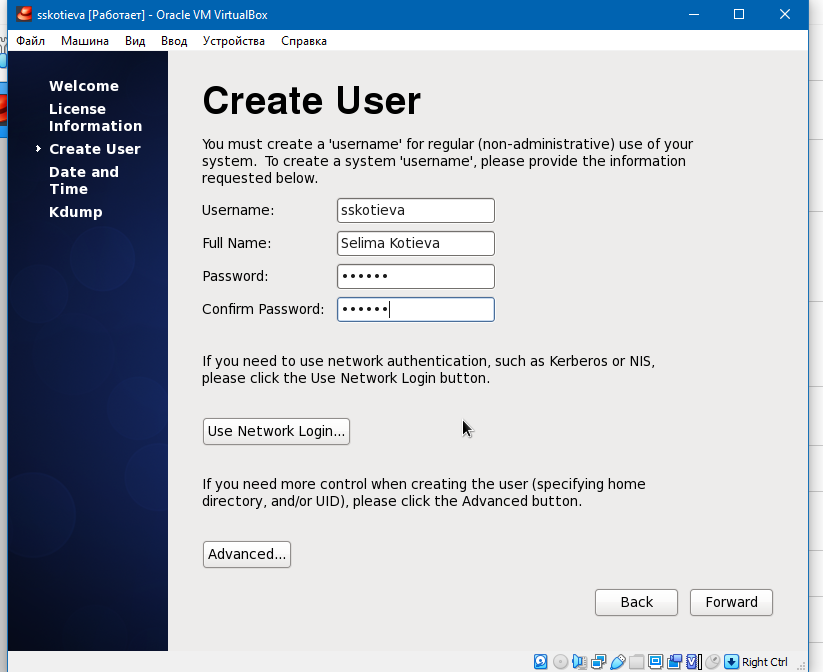 sskotieva [Работает] - Oracle VM VirtualBox
Файл Машина Вид Ввод Устройства Справка
Welcome
License
Information
Create User
Date and
Time
Kdump
Create User
You must create a 'username' for regular (non-administrative) use of your
system.  To create a system 'username', please provide the information
requested below.
Username: sskotieva
Full Name: Selima Kotieva
Password: ••••••
Confirm Password: ••••••
If you need to use network authentication, such as Kerberos or NIS,
please click the Use Network Login button.
Use Network Login...
If you need more control when creating the user (specifying home
directory, and/or UID), please click the Advanced button.
Advanced...
Back Forward
Right Ctrl